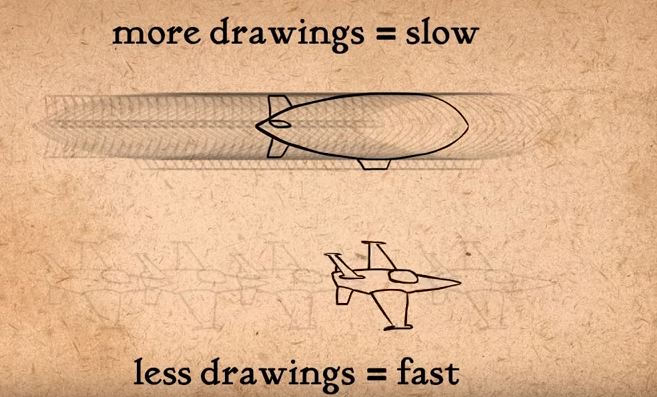 more drawings = slow
less drawings = fast